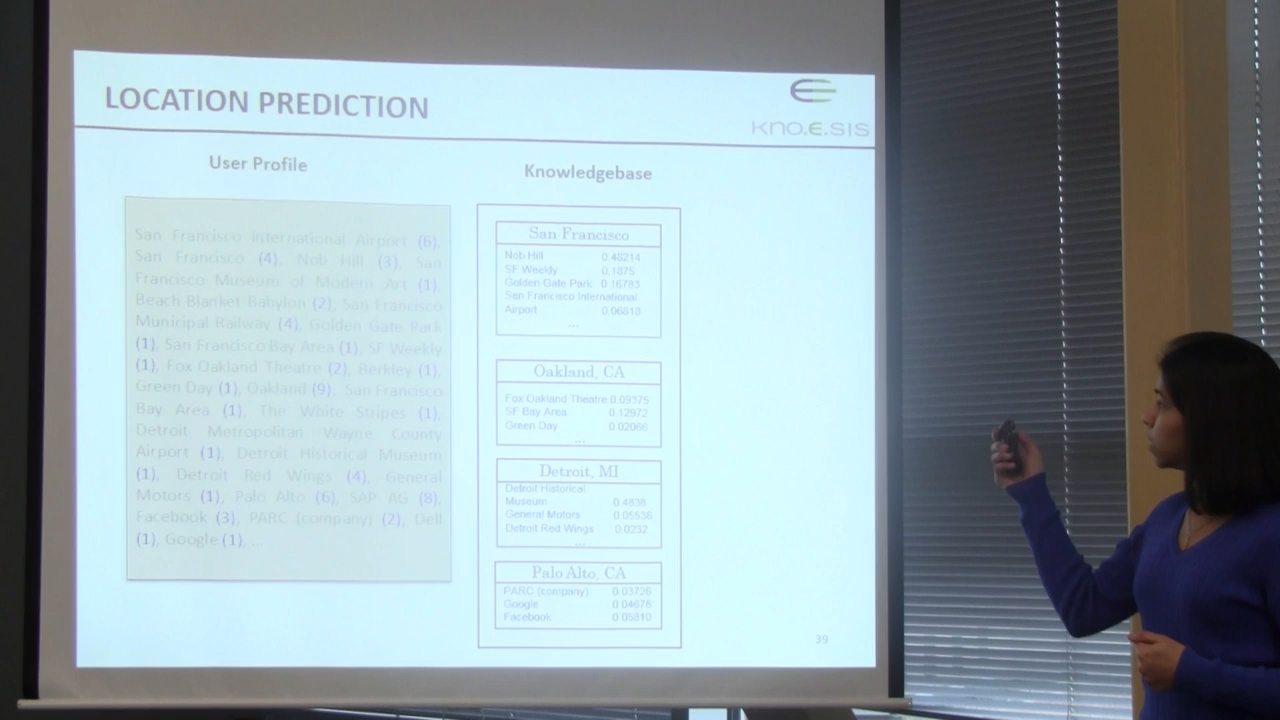 LOCATION PREDICTION
KNO.E.SIS
User Profile
San Francisco International Airport (6),
San Francisco (4), Nob Hill (3), San
Francisco Museum of Modern Art (1),
Beach Blanket Babylon (2), San Francisco
Municipal Railway (4), Golden Gate Park
(1), San Francisco Bay Area (1), SF Weekly
(1), Fox Oakland Theatre (2), Berkley (1),
Green Day (1), Oakland (9), San Francisco
Bay Area (1), The White Stripes (1),
Detroit Metropolitan Wayne County
Airport (1), Detroit Historical Museum
(1), Detroit Red Wings (4), General
Motors (1), Palo Alto (6), SAP AG (8),
Facebook (3), PARC (company) (2), Dell
(1), Google (1), ...
Knowledgebase
San Francisco
Nob Hill 0.48214
SF Weekly 0.1875
Golden Gate Park 0.16783
San Francisco International
Airport 0.06818
...
Oakland, CA
Fox Oakland Theatre 0.09375
SF Bay Area 0.12972
Green Day 0.02066
...
Detroit, MI
Detroit Historical
Museum 0.4838
General Motors 0.05536
Detroit Red Wings 0.0232
...
Palo Alto, CA
PARC (company) 0.03726
Google 0.04678
Facebook 0.05810
39